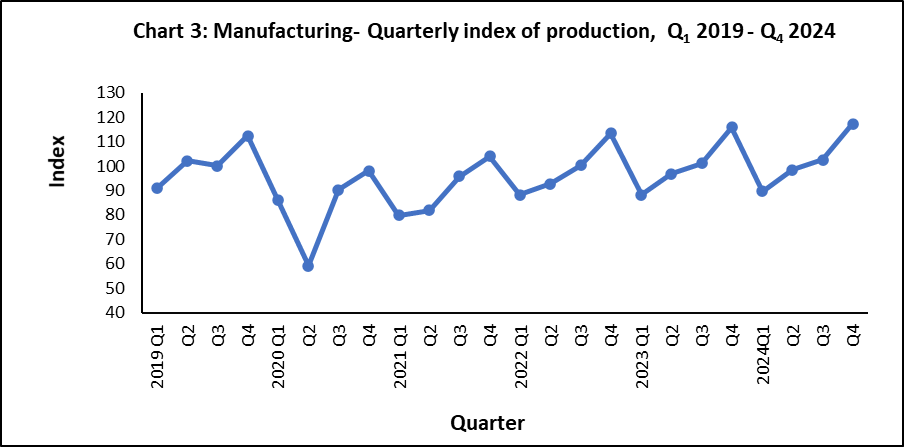 Chart 3: Manufacturing- Quarterly index of production, Q1 2019 - Q4 2024
Index
130
120
110
100
90
80
70
60
50
40
2019 Q1
Q2
Q3
Q4
2020 Q1
Q2
Q3
Q4
2021 Q1
Q2
Q3
Q4
2022 Q1
Q2
Q3
Q4
2023 Q1
Q2
Q3
Q4
2024Q1
Q2
Q3
Q4
Quarter